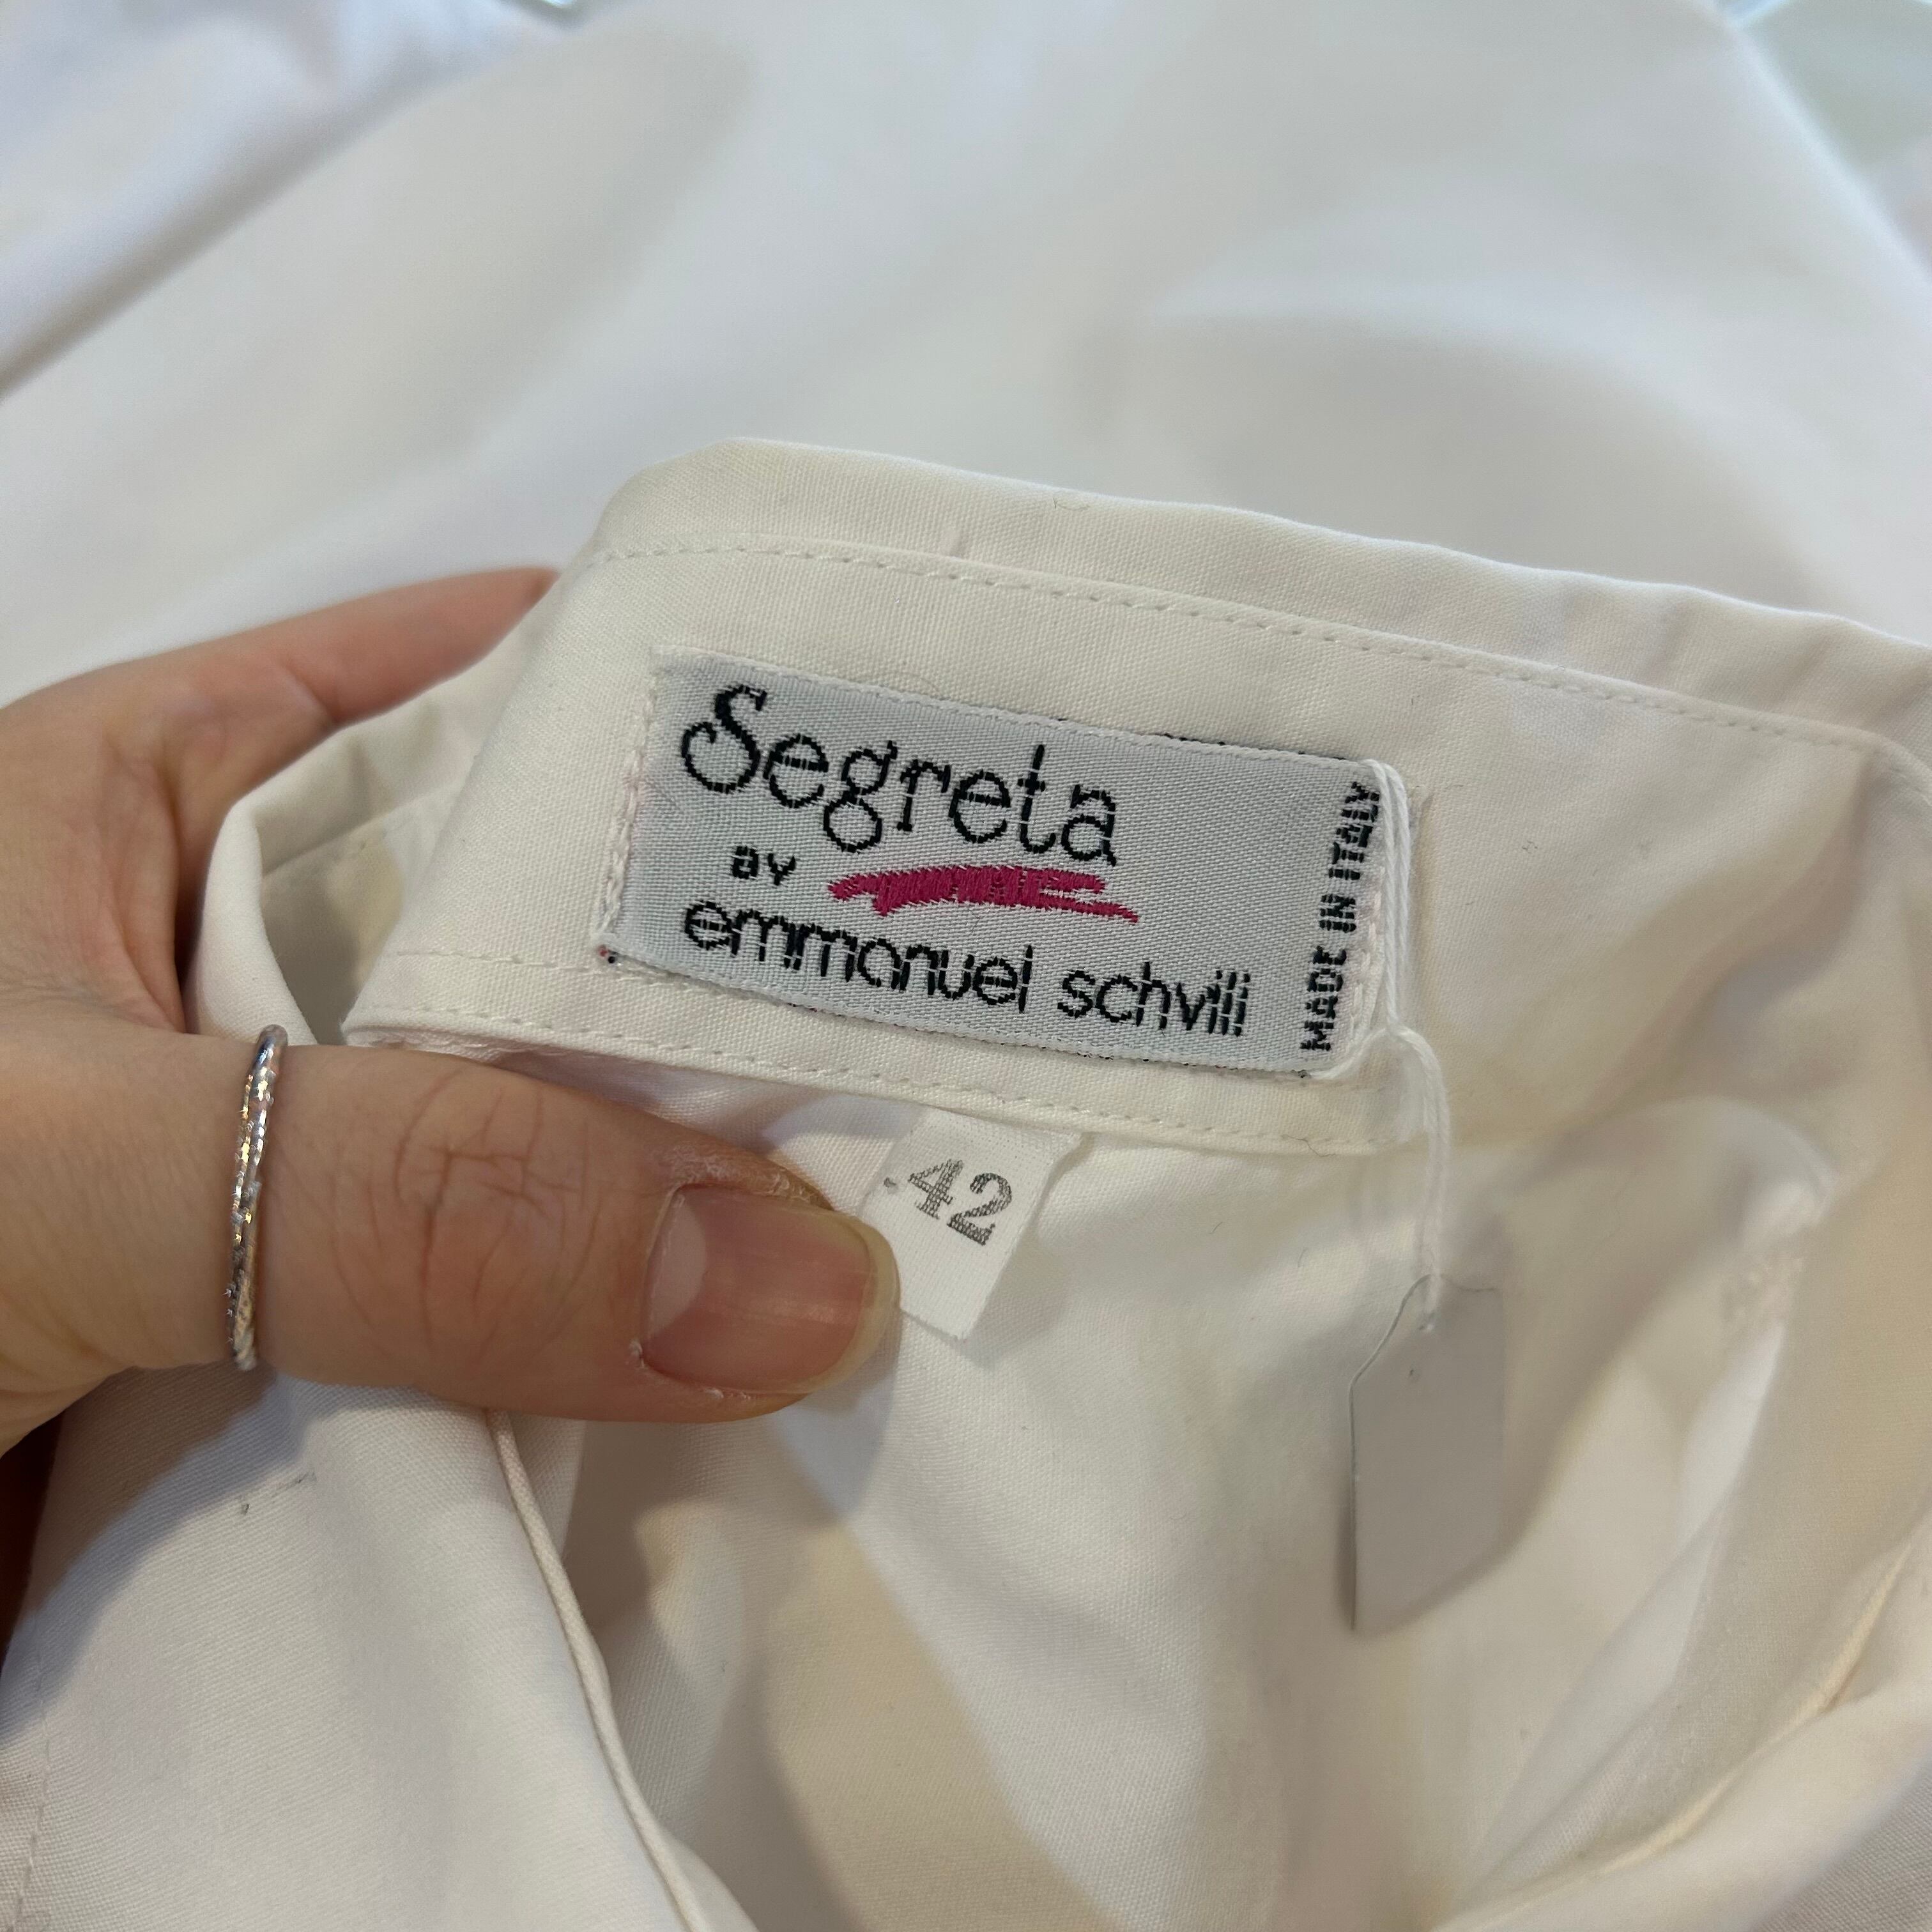 Segreta
BY
emmanuel schvili
MADE IN ITALY
42